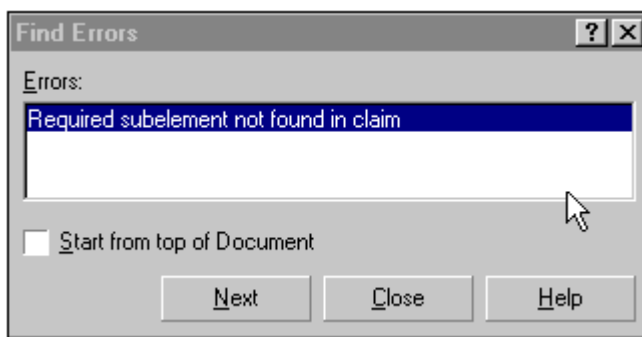 Find Errors
Errors:
Required subelement not found in claim
Start from top of Document
Next Close Help